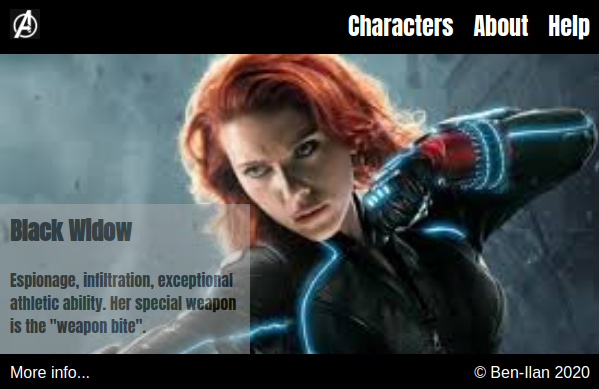 Characters About Help
Black Widow
Espionage, infiltration, exceptional
athletic ability. Her special weapon
is the "weapon bite".
More info...
© Ben-Ilan 2020